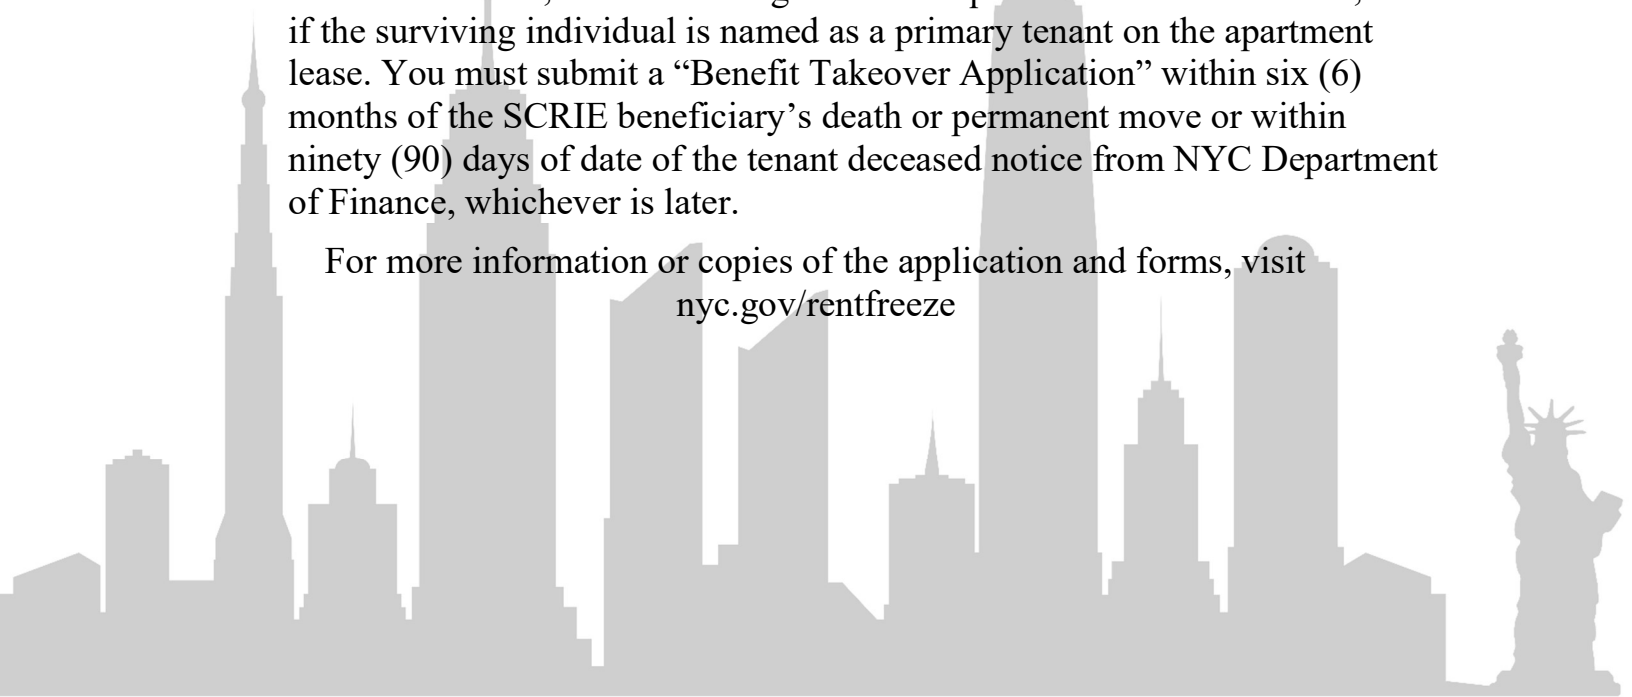 if the surviving individual is named as a primary tenant on the apartment
lease. You must submit a “Benefit Takeover Application” within six (6)
months of the SCRIE beneficiary’s death or permanent move or within
ninety (90) days of date of the tenant deceased notice from NYC Department
of Finance, whichever is later.
For more information or copies of the application and forms, visit
nyc.gov/rentfreeze